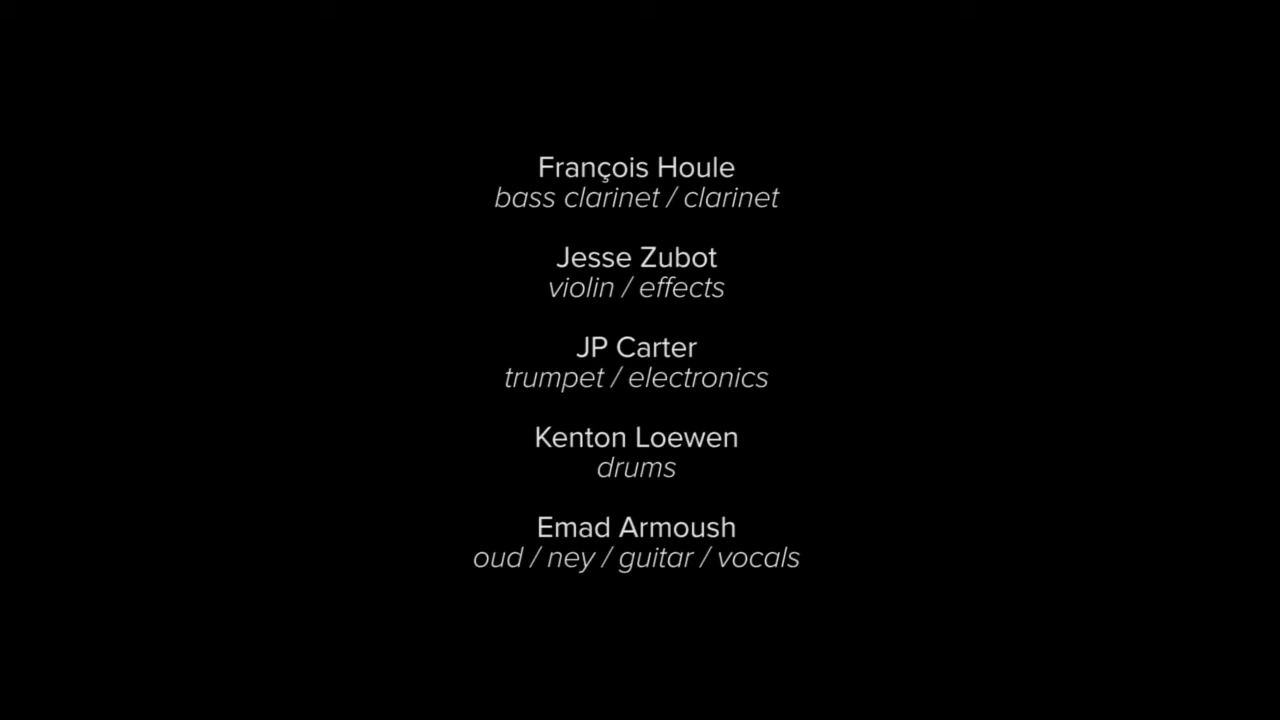 François Houle
bass clarinet / clarinet
Jesse Zubot
violin / effects
JP Carter
trumpet / electronics
Kenton Loewen
drums
Emad Armoush
oud / ney / guitar / vocals